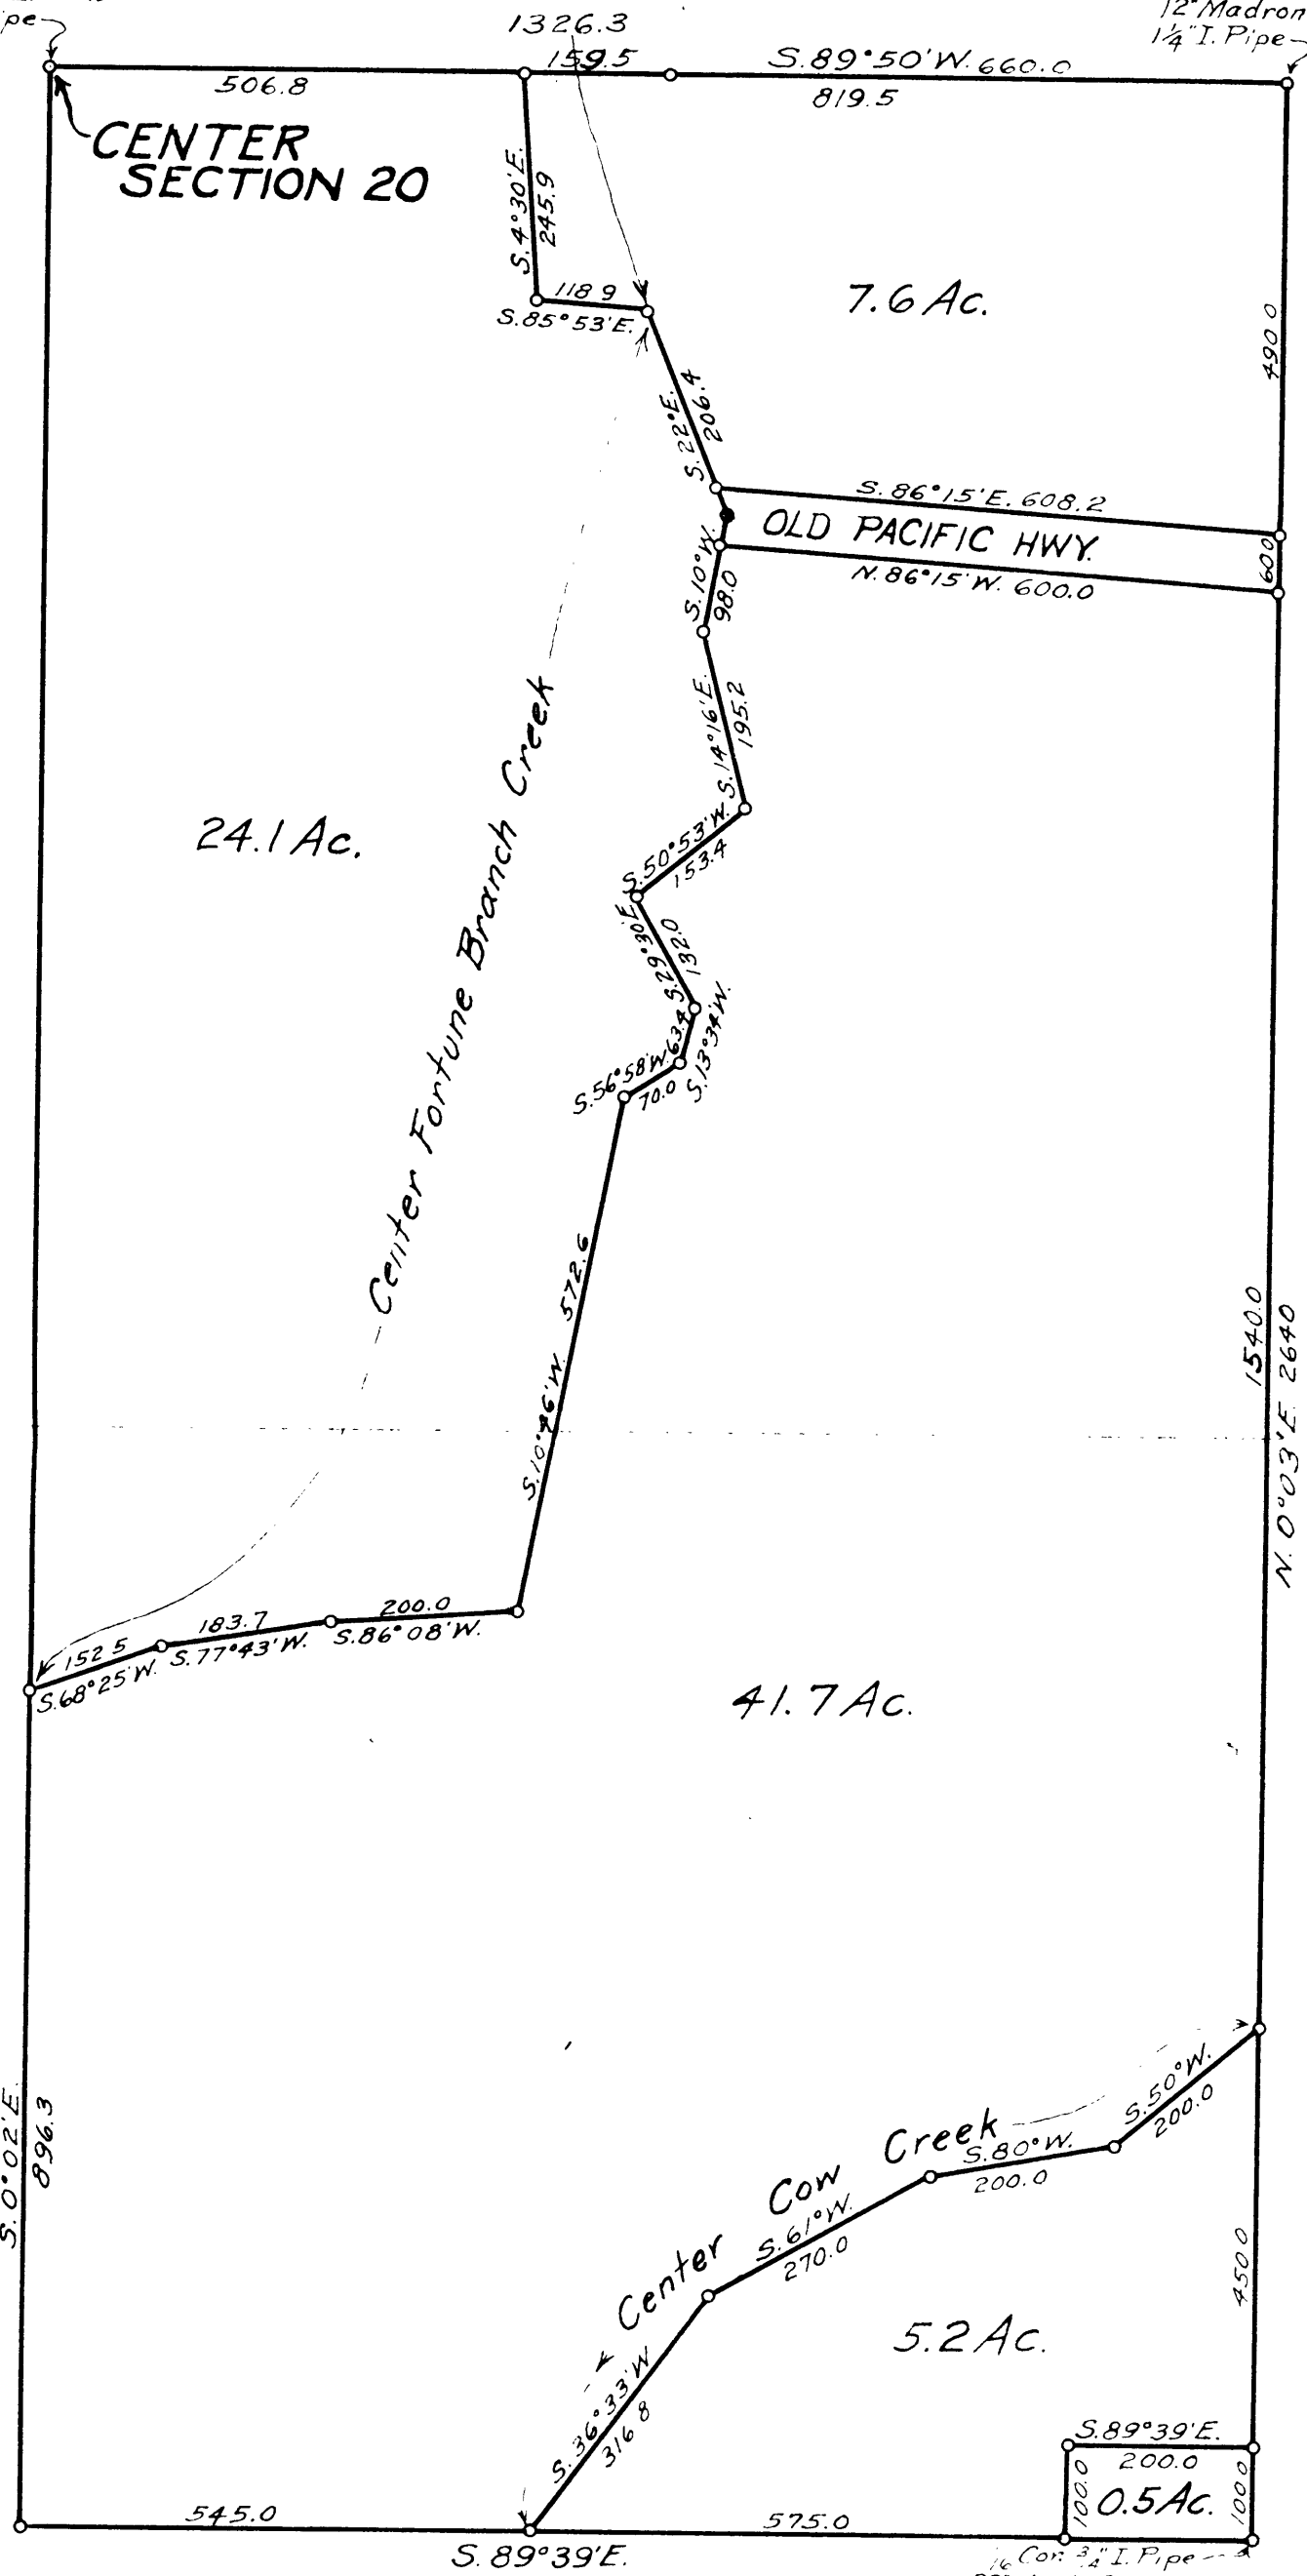 pe
1326.3
12" Madron
1¼" I. Pipe
159.5
S. 89°50' W. 660.0
506.8
819.5
CENTER
SECTION 20
S. 4°30' E.
245.9
118 9
S. 85°53' E.
7.6 Ac.
490 0
S. 22° E.
206.4
S. 86°15' E. 608.2
OLD PACIFIC HWY.
600
N. 86°15' W. 600.0
S. 10° W.
98.0
S. 14°16' E.
195.2
24.1 Ac.
S. 50°53' W.
153.4
S. 29°30' E
132.0
63.4
S. 13°34' W.
S. 56°58' W.
70.0
Center Fortune Branch Creek
572.6
S. 10°46' W.
1540.0
N. 0°03' E. 2640
200.0
S. 86°08' W.
183.7
S. 77°43' W.
152 5
S. 68°25' W.
41.7 Ac.
S. 0°02' E.
896.3
S. 50° W.
200.0
Center Cow Creek
S. 80° W.
200.0
S. 61° W.
270.0
450 0
5.2 Ac.
S. 36°33' W
316 8
S. 89°39' E.
200.0
100.0
0.5 Ac.
100 0
545.0
575.0
S. 89°39' E.
1/16 Cor. ¾" I. Pipe